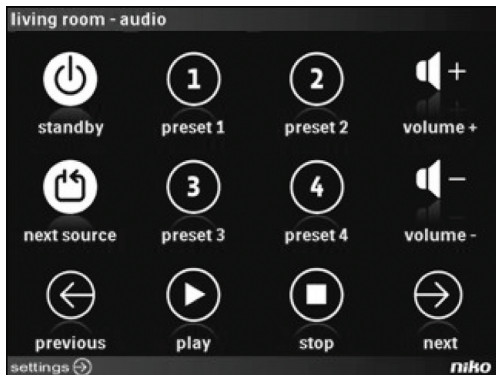 living room - audio
1 2
standby preset 1 preset 2 volume +
3 4
next source preset 3 preset 4 volume -
previous play stop next
settings niko